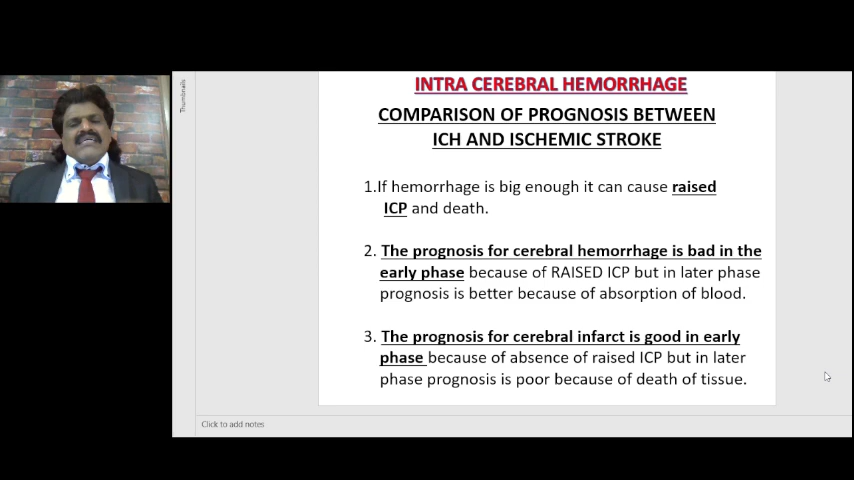 Thumbnails
INTRA CEREBRAL HEMORRHAGE
COMPARISON OF PROGNOSIS BETWEEN
ICH AND ISCHEMIC STROKE
1.If hemorrhage is big enough it can cause raised
ICP and death.
2. The prognosis for cerebral hemorrhage is bad in the
early phase because of RAISED ICP but in later phase
prognosis is better because of absorption of blood.
3. The prognosis for cerebral infarct is good in early
phase because of absence of raised ICP but in later
phase prognosis is poor because of death of tissue.
Click to add notes